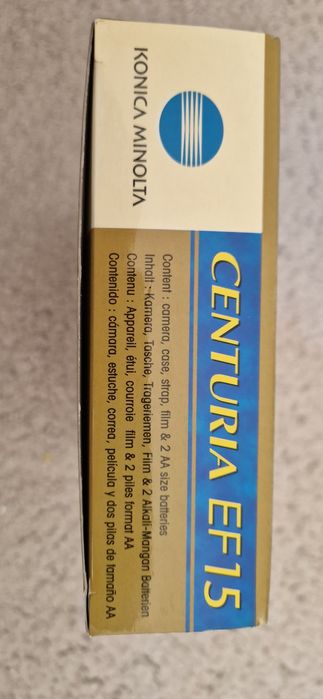 KONICA MINOLTA
CENTURIA EF15
Content : camera, case, strap, film & 2 AA size batteries
Inhalt : Kamera, Tasche, Trageriemen, Film & 2 Alkali-Mangan Batterien
Contenu : Appareil, étui, courroie film & 2 piles format AA
Contenido : cámara, estuche, correa, película y dos pilas de tamaño AA